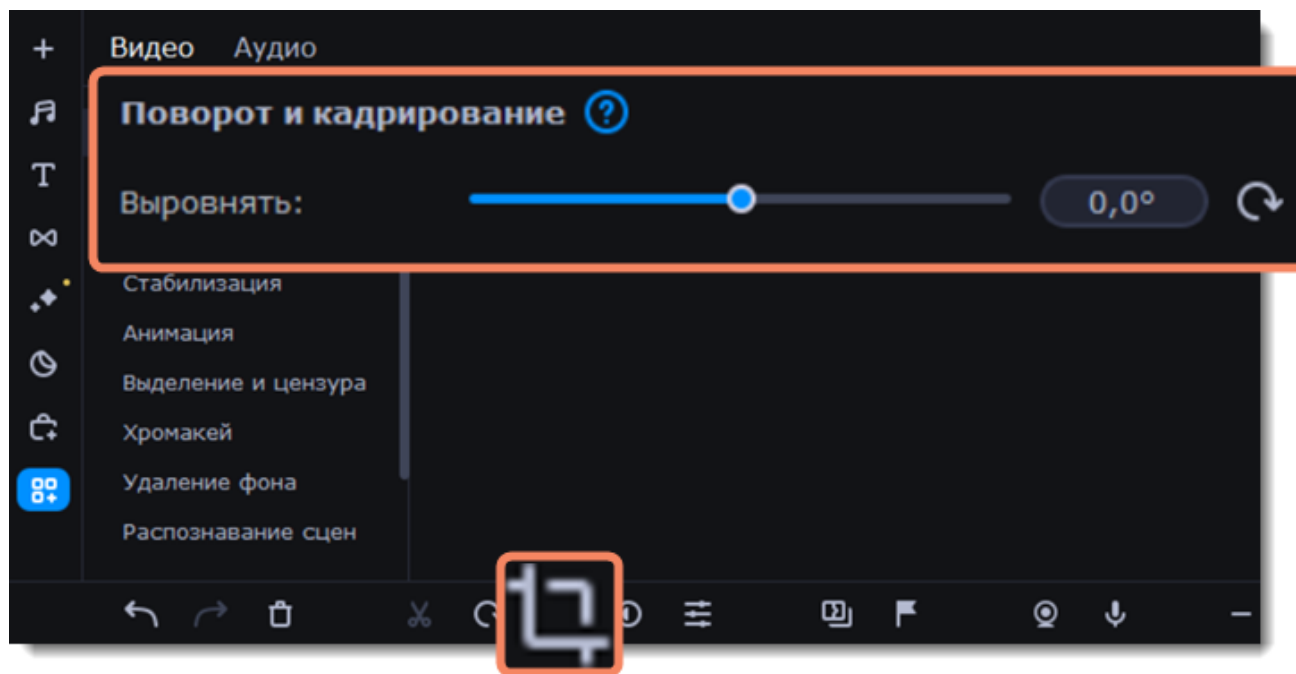 Видео Аудио
Поворот и кадрирование ?
Выровнять: 0,0°
Стабилизация
Анимация
Выделение и цензура
Хромакей
Удаление фона
Распознавание сцен